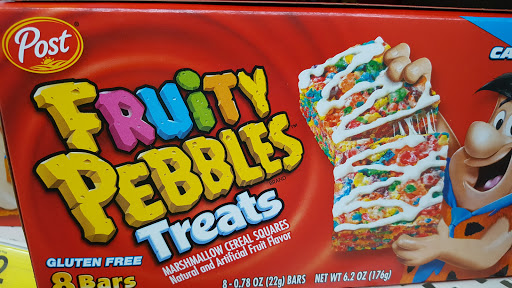 Post
CA
FRUITY
PEBBLES
Treats
MARSHMALLOW CEREAL SQUARES
Natural and Artificial Fruit Flavor
GLUTEN FREE
8 Bars
8 - 0.78 OZ (22g) BARS NET WT 6.2 OZ (176g)